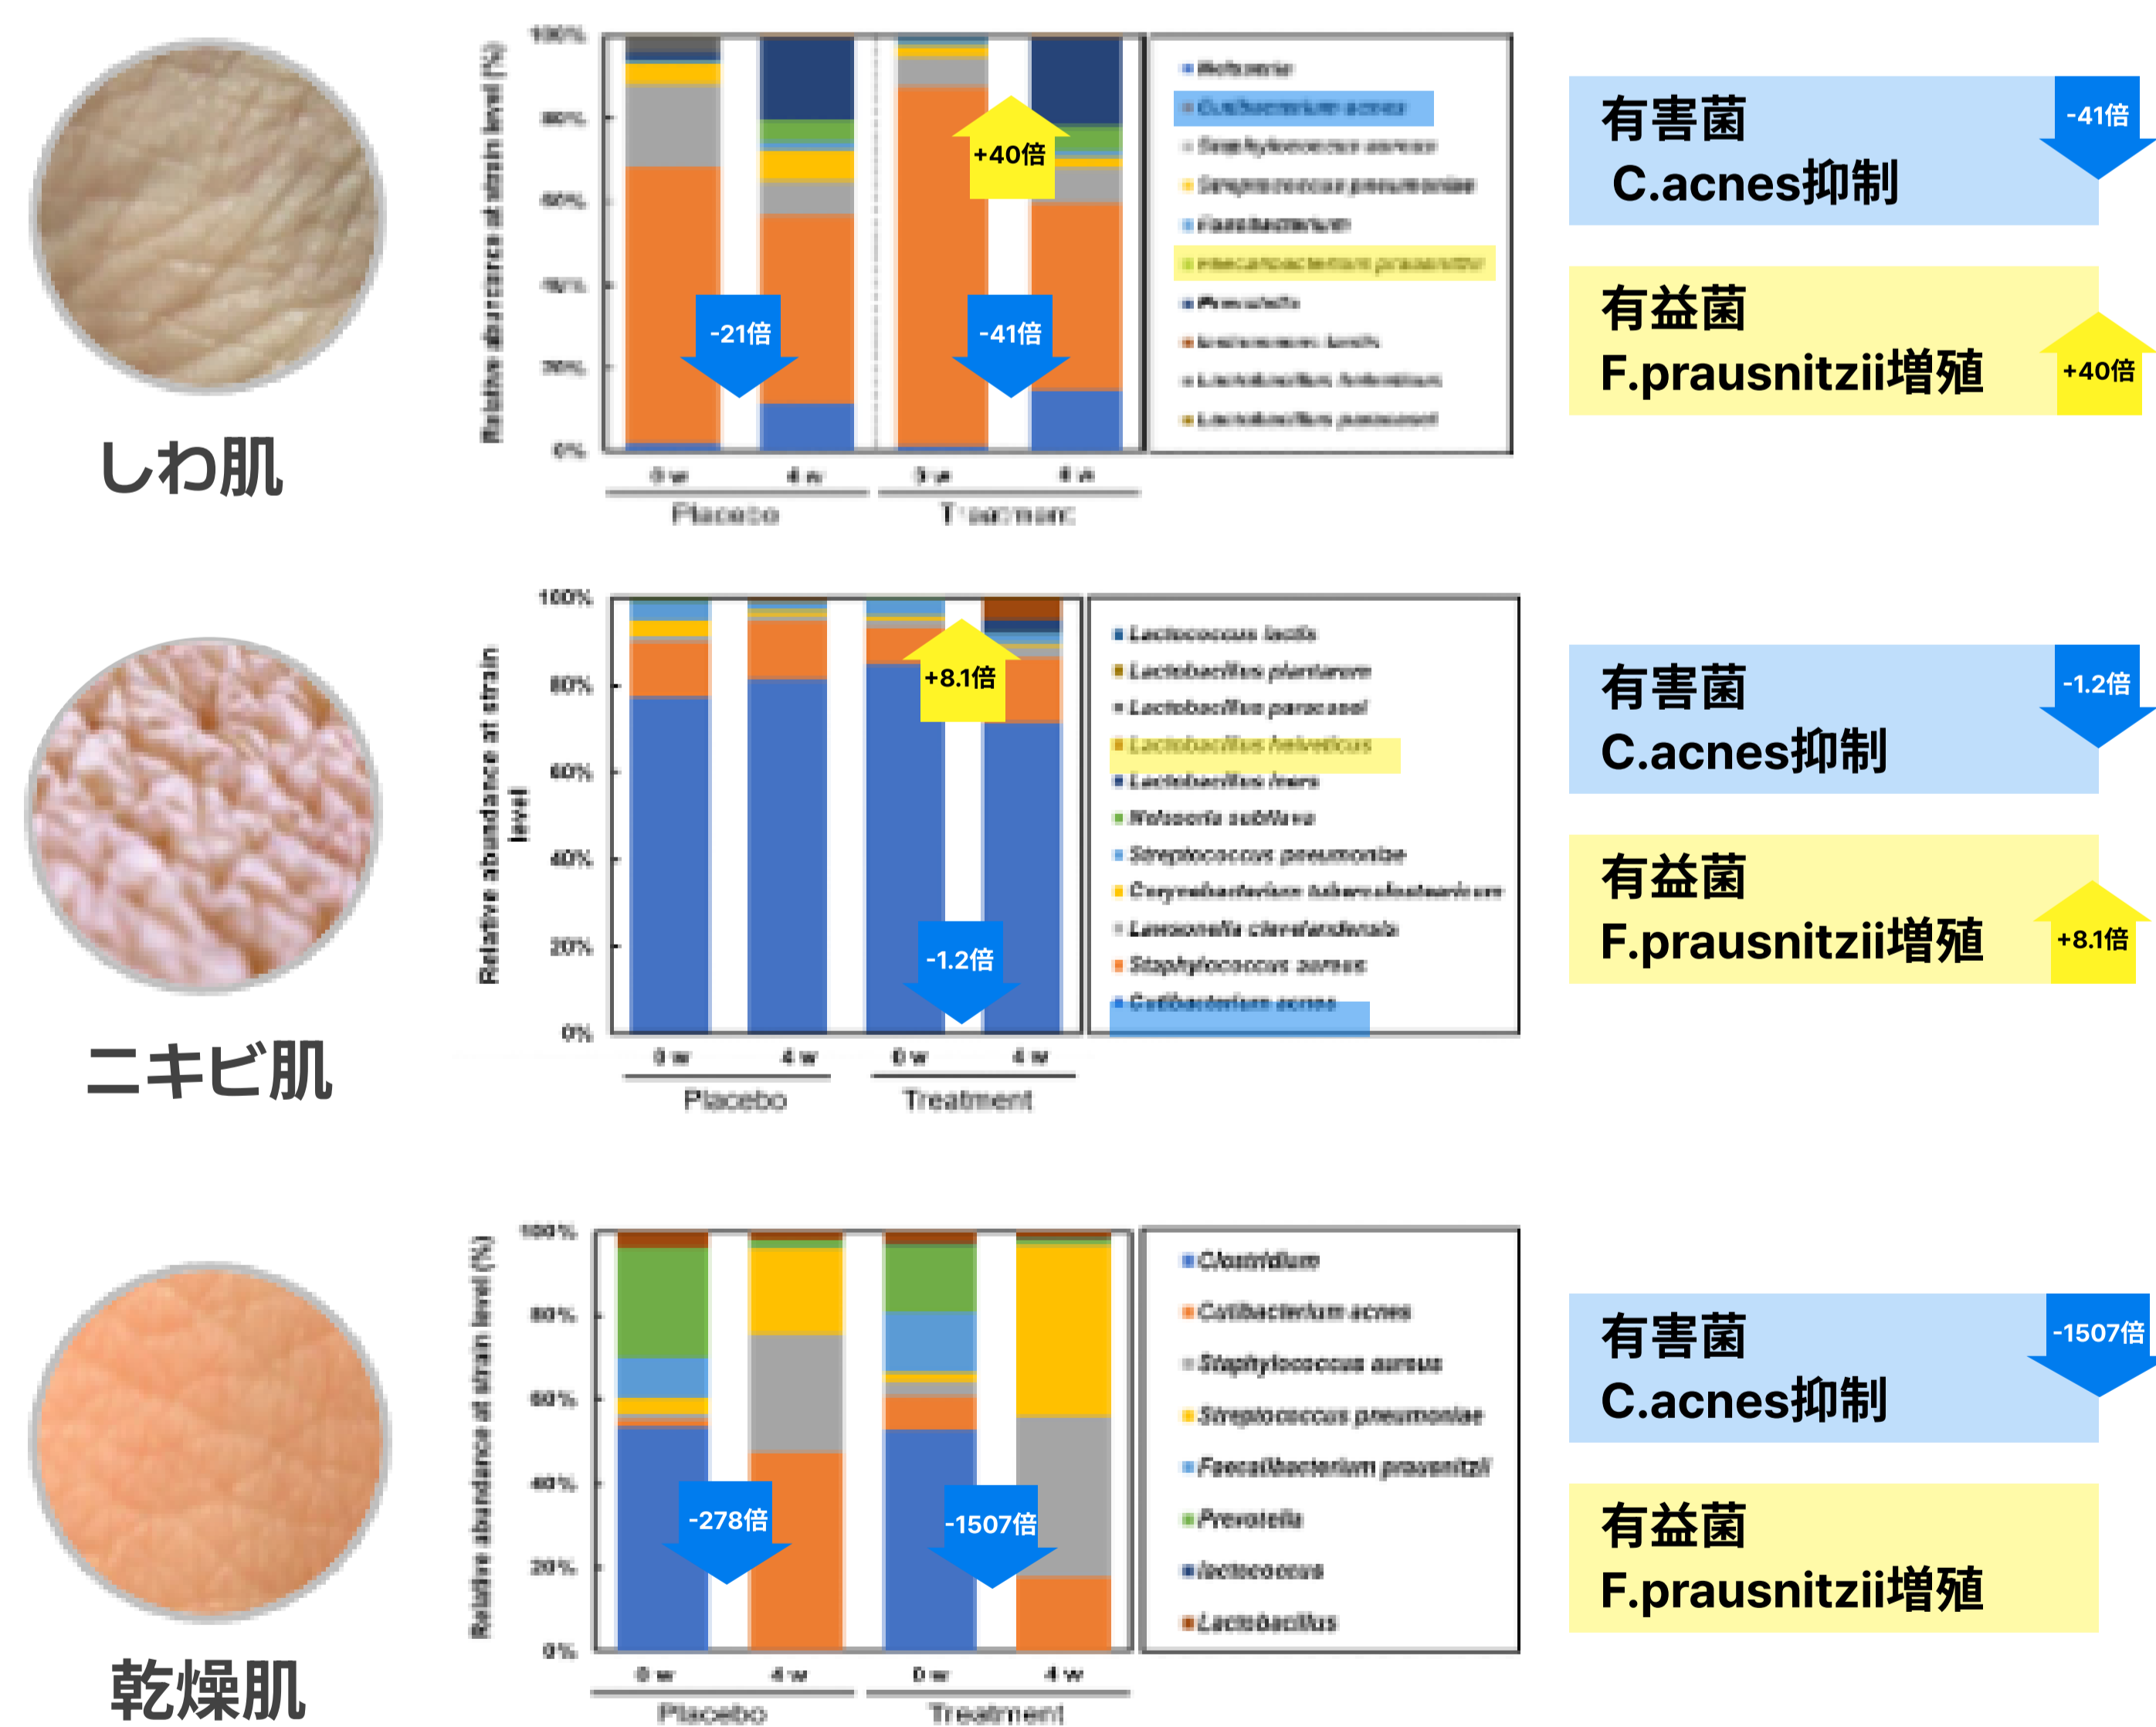 しわ肌
Relative abundance at strain level (%)
100%
80%
60%
40%
20%
0%
-21倍
+40倍
-41倍
0 w
4 w
0 w
4 w
Placebo
Treatment
Staphylococcus aureus
Streptococcus pneumoniae
Prevotella
有害菌
C.acnes抑制
-41倍
有益菌
F.prausnitzii増殖
+40倍
ニキビ肌
Relative abundance at strain
level
100%
80%
60%
40%
20%
0%
+8.1倍
-1.2倍
0 w
4 w
0 w
4 w
Placebo
Treatment
Lactococcus lactis
Lactobacillus plantarum
Lactobacillus paracasei
Lactobacillus helveticus
Lactobacillus
Neisseria subflava
Streptococcus pneumoniae
Lawsonella clevelandensis
Staphylococcus aureus
Cutibacterium acnes
有害菌
C.acnes抑制
-1.2倍
有益菌
F.prausnitzii増殖
+8.1倍
乾燥肌
Relative abundance at strain level (%)
100%
80%
60%
40%
20%
0%
-278倍
-1507倍
0 w
4 w
0 w
4 w
Placebo
Treatment
Clostridium
Cutibacterium acnes
Staphylococcus aureus
Streptococcus pneumoniae
Faecalibacterium prausnitzii
Prevotella
lactococcus
Lactobacillus
有害菌
C.acnes抑制
-1507倍
有益菌
F.prausnitzii増殖